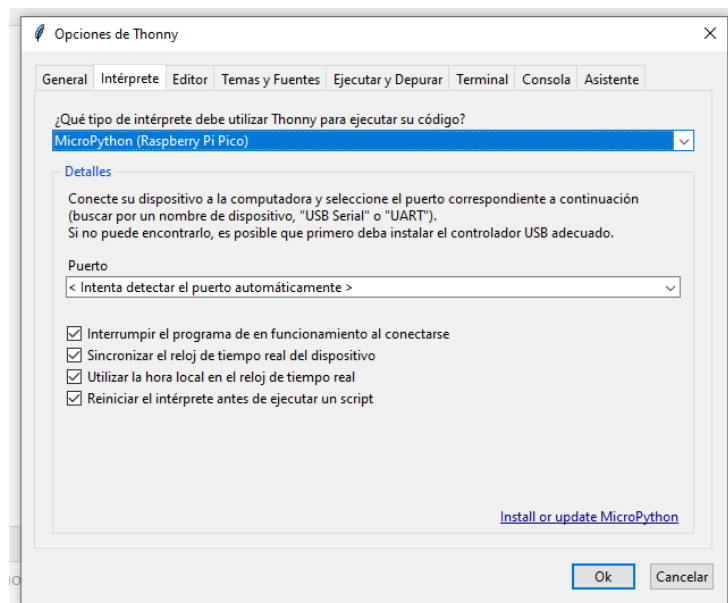 Opciones de Thonny
General Intérprete Editor Temas y Fuentes Ejecutar y Depurar Terminal Consola Asistente
¿Qué tipo de intérprete debe utilizar Thonny para ejecutar su código?
MicroPython (Raspberry Pi Pico)
Detalles
Conecte su dispositivo a la computadora y seleccione el puerto correspondiente a continuación
(buscar por un nombre de dispositivo, "USB Serial" o "UART").
Si no puede encontrarlo, es posible que primero deba instalar el controlador USB adecuado.
Puerto
< Intenta detectar el puerto automáticamente >
Interrumpir el programa de en funcionamiento al conectarse
Sincronizar el reloj de tiempo real del dispositivo
Utilizar la hora local en el reloj de tiempo real
Reiniciar el intérprete antes de ejecutar un script
Install or update MicroPython
Ok Cancelar